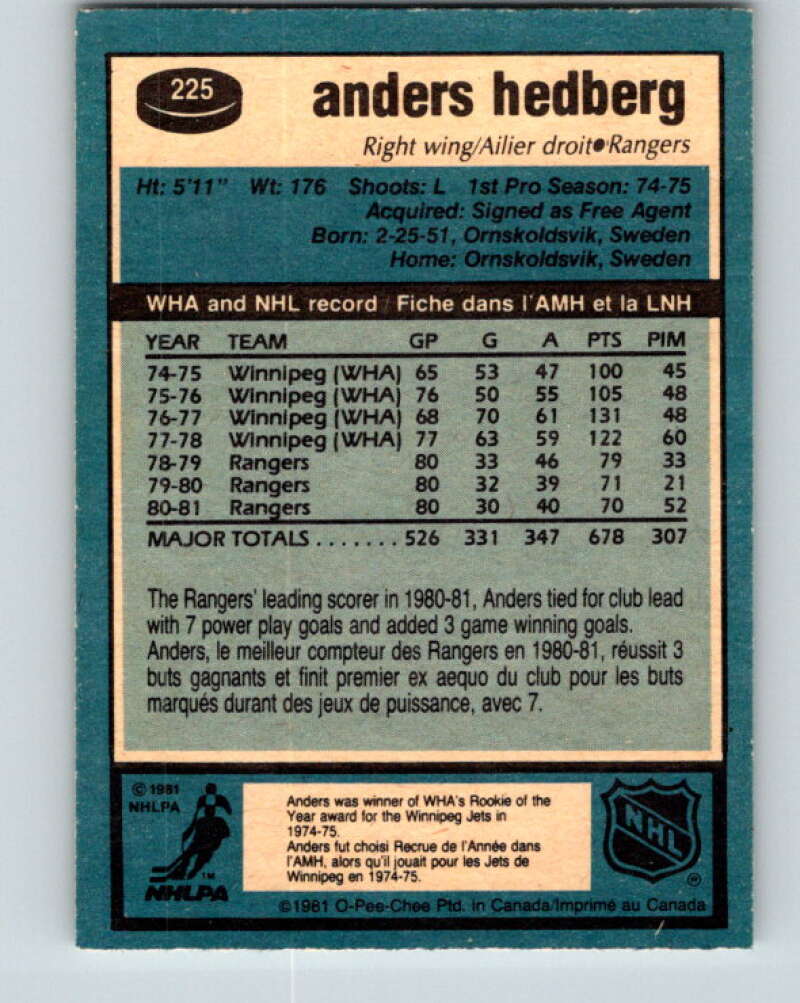 225
anders hedberg
Right wing/Ailier droit●Rangers
Ht: 5'11" Wt: 176 Shoots: L 1st Pro Season: 74-75
Acquired: Signed as Free Agent
Born: 2-25-51, Ornskoldsvik, Sweden
Home: Ornskoldsvik, Sweden
WHA and NHL record / Fiche dans l'AMH et la LNH
YEAR TEAM GP G A PTS PIM
74-75 Winnipeg (WHA) 65 53 47 100 45
75-76 Winnipeg (WHA) 76 50 55 105 48
76-77 Winnipeg (WHA) 68 70 61 131 48
77-78 Winnipeg (WHA) 77 63 59 122 60
78-79 Rangers 80 33 46 79 33
79-80 Rangers 80 32 39 71 21
80-81 Rangers 80 30 40 70 52
MAJOR TOTALS ....... 526 331 347 678 307
The Rangers' leading scorer in 1980-81, Anders tied for club lead
with 7 power play goals and added 3 game winning goals.
Anders, le meilleur compteur des Rangers en 1980-81, réussit 3
buts gagnants et finit premier ex aequo du club pour les buts
marqués durant des jeux de puissance, avec 7.
© 1981
NHLPA
TM
NHLPA
Anders was winner of WHA's Rookie of the
Year award for the Winnipeg Jets in
1974-75.
Anders fut choisi Recrue de l'Année dans
l'AMH, alors qu'il jouait pour les Jets de
Winnipeg en 1974-75.
NHL
®
©1981 O-Pee-Chee Ptd. in Canada/Imprimé au Canada